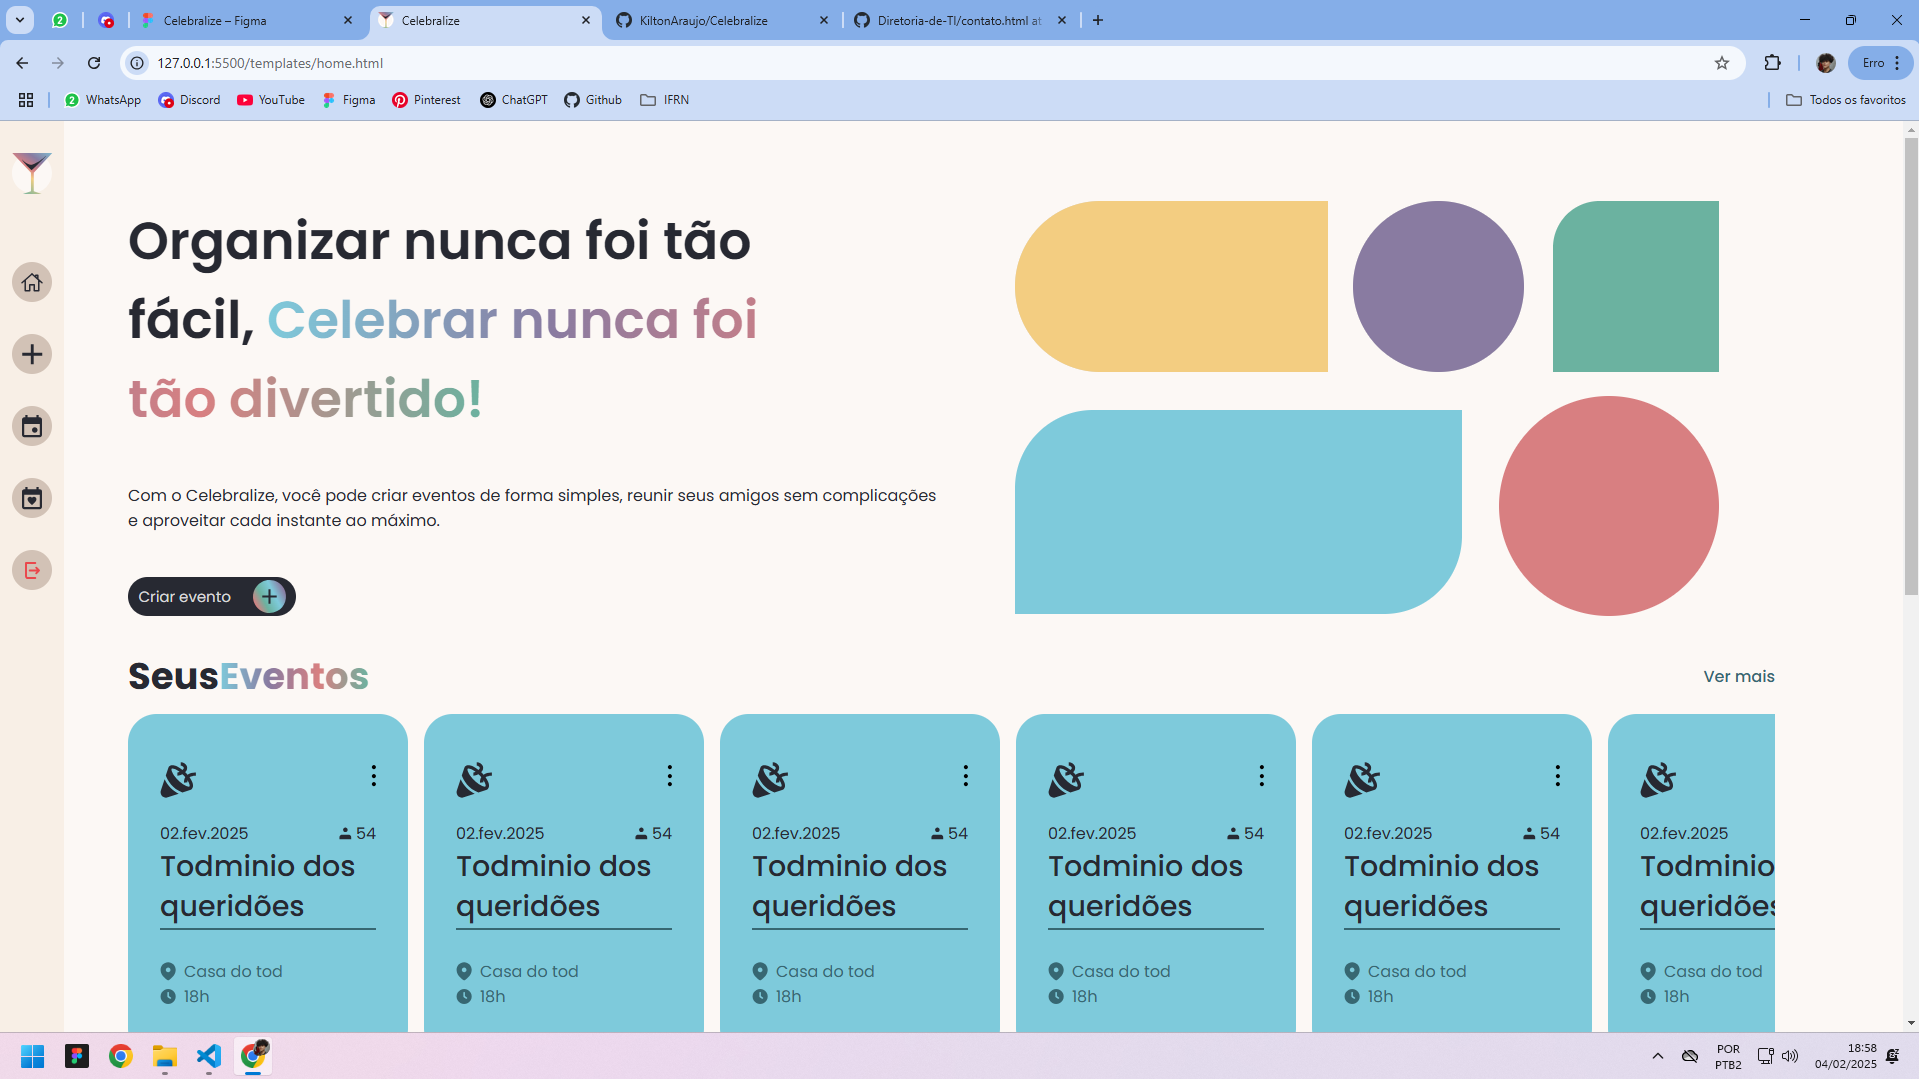 2
Celebralize – Figma
Celebralize
KiltonAraujo/Celebralize
Diretoria-de-TI/contato.html at
127.0.0.1:5500/templates/home.html
Erro
2
WhatsApp
Discord
YouTube
Figma
Pinterest
ChatGPT
Github
IFRN
Todos os favoritos
Organizar nunca foi tão
fácil, Celebrar nunca foi
tão divertido!
Com o Celebralize, você pode criar eventos de forma simples, reunir seus amigos sem complicações
e aproveitar cada instante ao máximo.
Criar evento
SeusEventos
Ver mais
02.fev.2025
54
Todminio dos
queridões
Casa do tod
18h
02.fev.2025
54
Todminio dos
queridões
Casa do tod
18h
02.fev.2025
54
Todminio dos
queridões
Casa do tod
18h
02.fev.2025
54
Todminio dos
queridões
Casa do tod
18h
02.fev.2025
54
Todminio dos
queridões
Casa do tod
18h
02.fev.2025
Todminio
queridões
Casa do tod
18h
POR
PTB2
18:58
04/02/2025